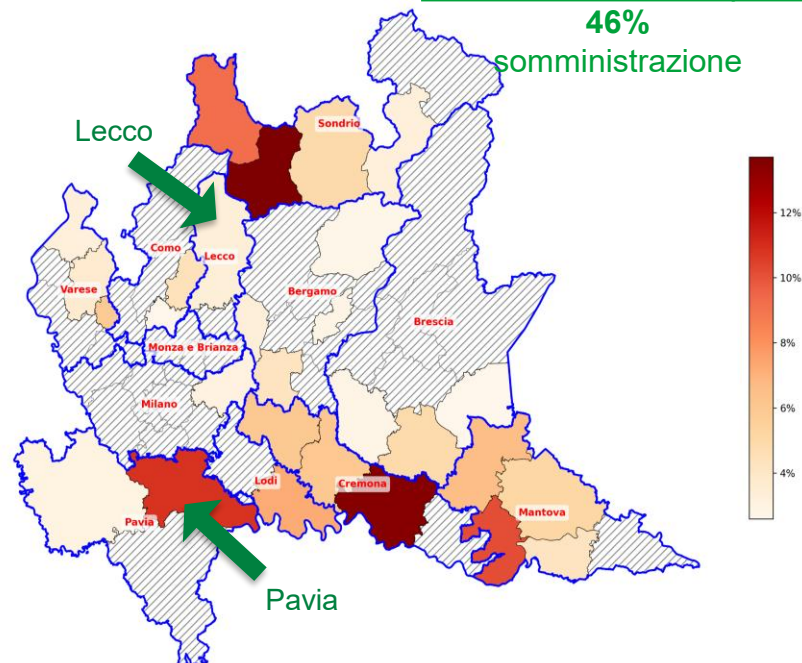 46%
somministrazione
Lecco
Sondrio
Como
Lecco
Varese
Bergamo
Brescia
Monza e Brianza
Milano
Lodi
Cremona
Pavia
Mantova
Pavia
12%
10%
8%
6%
4%